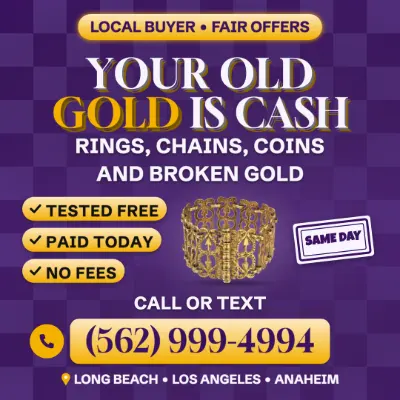 LOCAL BUYER • FAIR OFFERS
YOUR OLD
GOLD IS CASH
RINGS, CHAINS, COINS
AND BROKEN GOLD
✓ TESTED FREE
✓ PAID TODAY
✓ NO FEES
SAME DAY
CALL OR TEXT
(562) 999-4994
LONG BEACH • LOS ANGELES • ANAHEIM